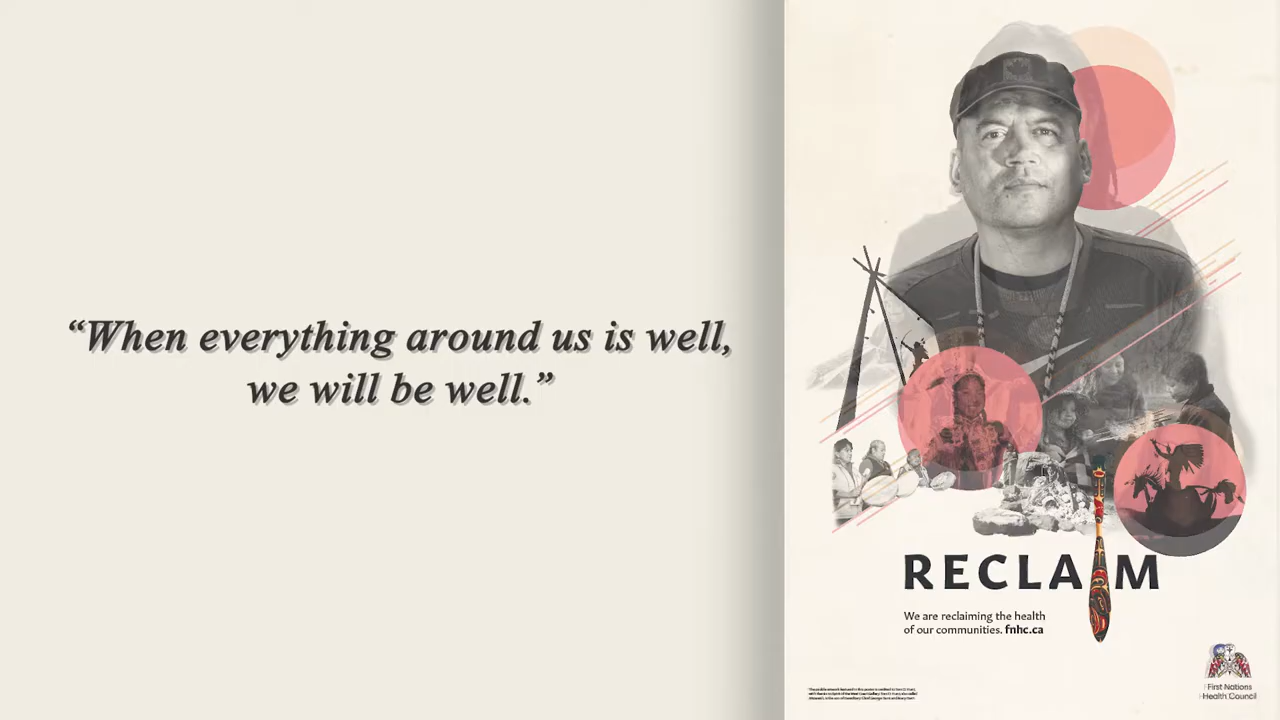 “When everything around us is well,
we will be well.”
RECLAIM
We are reclaiming the health
of our communities. fnhc.ca
First Nations
Health Council